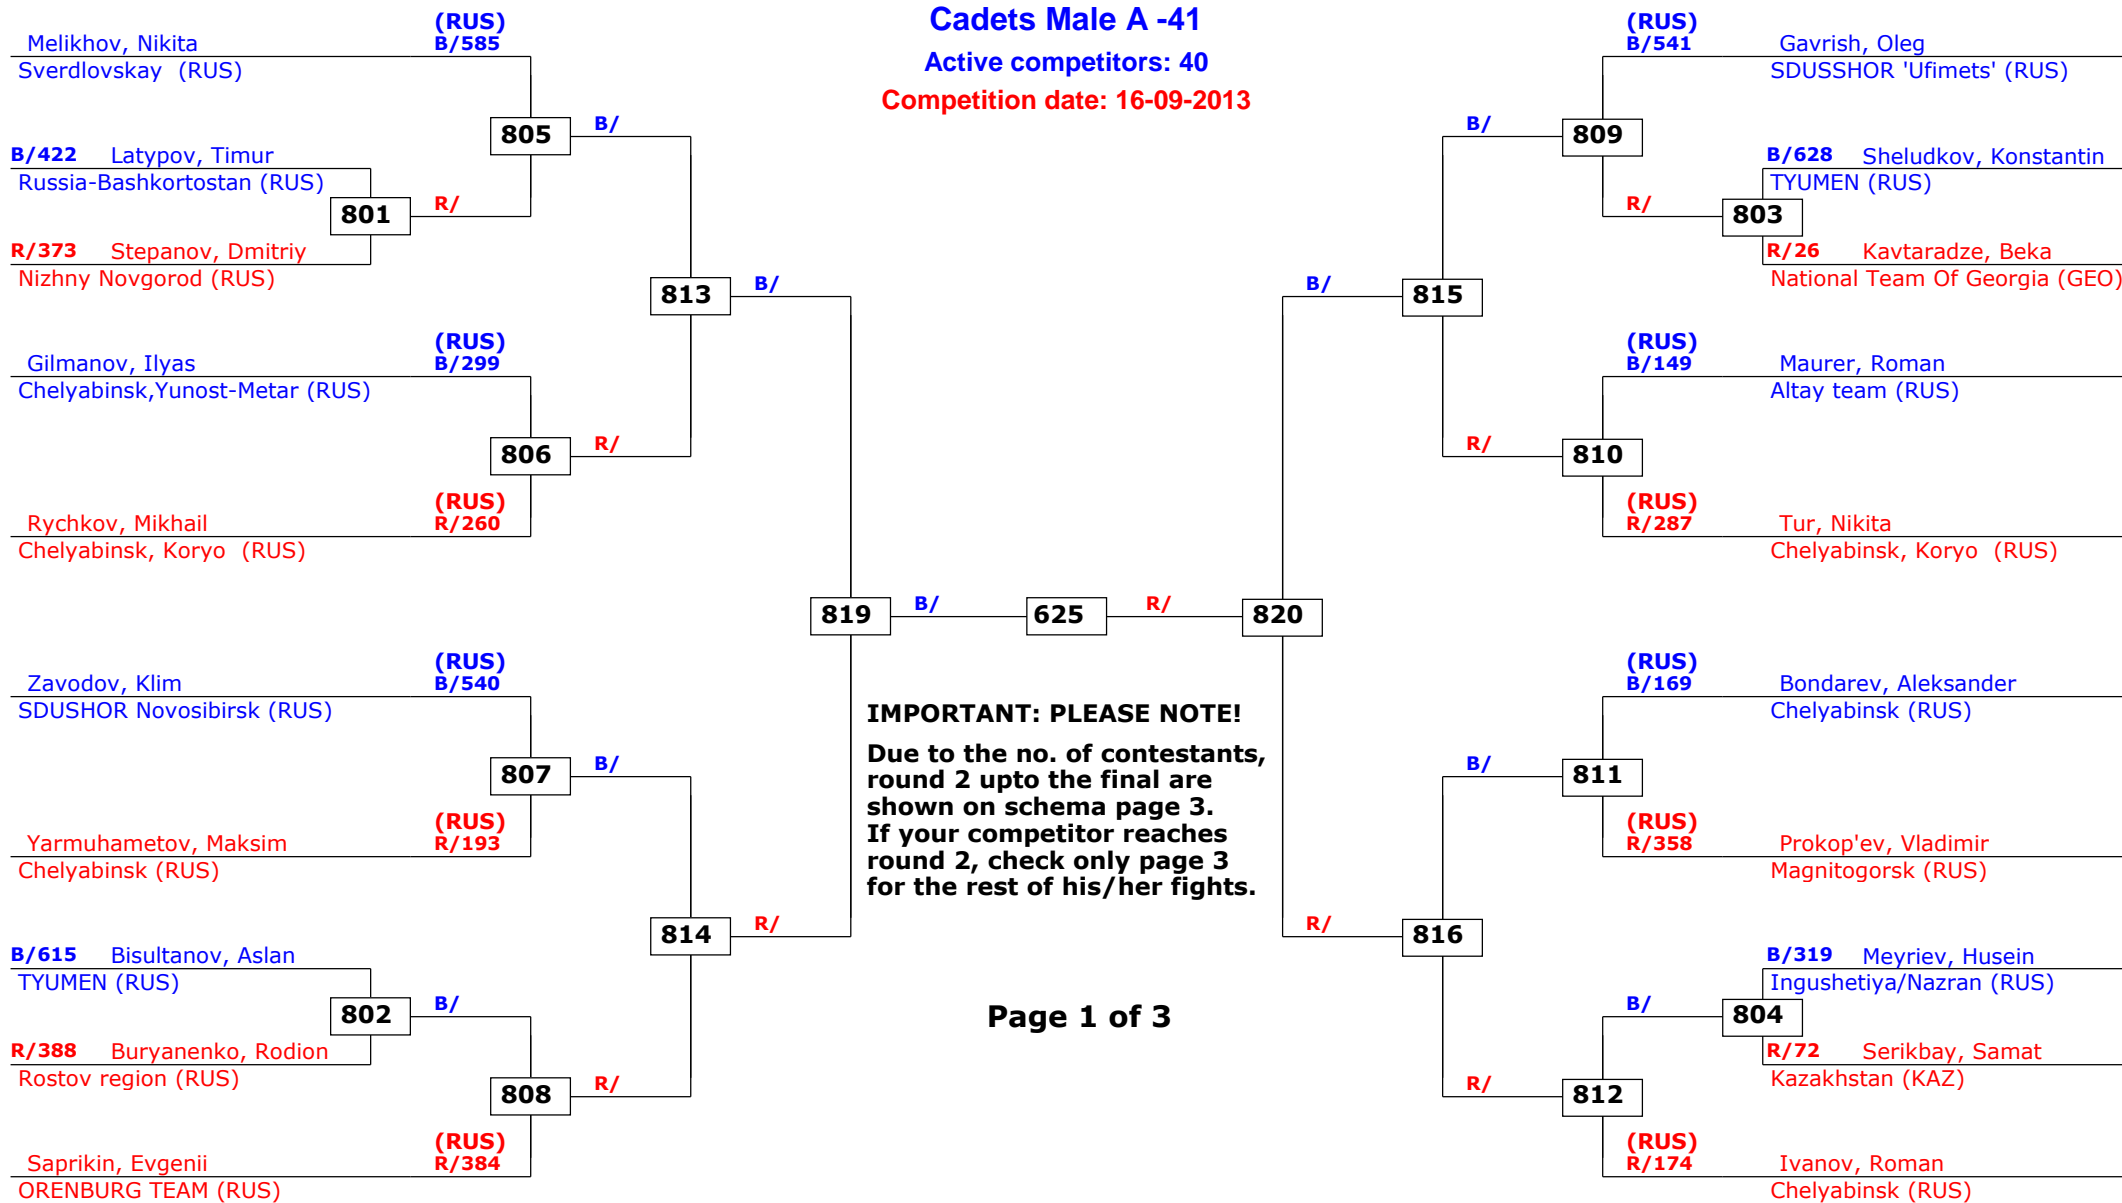 Cadets Male A -41
Active competitors: 40
Competition date: 16-09-2013
(RUS)
Melikhov, Nikita B/585
Sverdlovskay (RUS)
805
B/
B/422 Latypov, Timur
Russia-Bashkortostan (RUS)
801
R/
R/373 Stepanov, Dmitriy
Nizhny Novgorod (RUS)
813
B/
(RUS)
Gilmanov, Ilyas B/299
Chelyabinsk,Yunost-Metar (RUS)
806
R/
(RUS)
Rychkov, Mikhail R/260
Chelyabinsk, Koryo (RUS)
819
B/
625
R/
820
(RUS)
Zavodov, Klim B/540
SDUSHOR Novosibirsk (RUS)
807
B/
(RUS)
Yarmuhametov, Maksim R/193
Chelyabinsk (RUS)
814
R/
B/615 Bisultanov, Aslan
TYUMEN (RUS)
802
B/
R/388 Buryanenko, Rodion
Rostov region (RUS)
808
R/
(RUS)
Saprikin, Evgenii R/384
ORENBURG TEAM (RUS)
IMPORTANT: PLEASE NOTE!
Due to the no. of contestants,
round 2 upto the final are
shown on schema page 3.
If your competitor reaches
round 2, check only page 3
for the rest of his/her fights.
Page 1 of 3
(RUS)
B/541 Gavrish, Oleg
SDUSSHOR 'Ufimets' (RUS)
B/
809
B/628 Sheludkov, Konstantin
TYUMEN (RUS)
R/
803
R/26 Kavtaradze, Beka
National Team Of Georgia (GEO)
B/
815
(RUS)
B/149 Maurer, Roman
Altay team (RUS)
R/
810
(RUS)
R/287 Tur, Nikita
Chelyabinsk, Koryo (RUS)
(RUS)
B/169 Bondarev, Aleksander
Chelyabinsk (RUS)
B/
811
(RUS)
R/358 Prokop'ev, Vladimir
Magnitogorsk (RUS)
R/
816
B/319 Meyriev, Husein
Ingushetiya/Nazran (RUS)
B/
804
R/72 Serikbay, Samat
Kazakhstan (KAZ)
R/
812
(RUS)
R/174 Ivanov, Roman
Chelyabinsk (RUS)